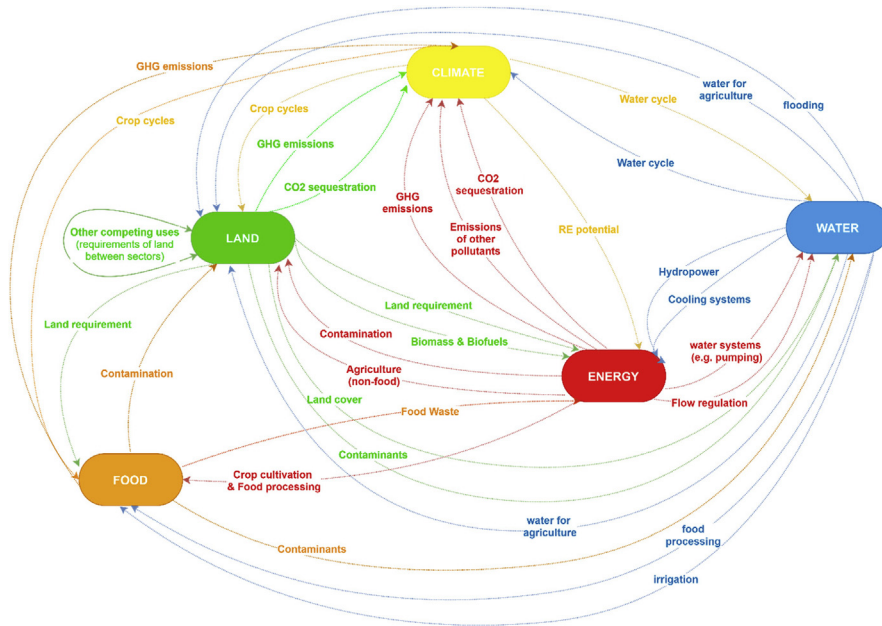 GHG emissions
CLIMATE
water for
agriculture
flooding
Crop cycles
Crop cycles
Water cycle
GHG emissions
Water cycle
CO2 sequestration
GHG
emissions
CO2
sequestration
Other competing uses
(requirements of land
between sectors)
LAND
Emissions
of other
pollutants
RE potential
WATER
Hydropower
Land requirement
Cooling systems
Land requirement
Contamination
Biomass & Biofuels
water systems
(e.g. pumping)
Contamination
Agriculture
(non-food)
ENERGY
Land cover
Food Waste
Flow regulation
Contaminants
FOOD
Crop cultivation
& Food processing
water for
agriculture
food
processing
Contaminants
irrigation